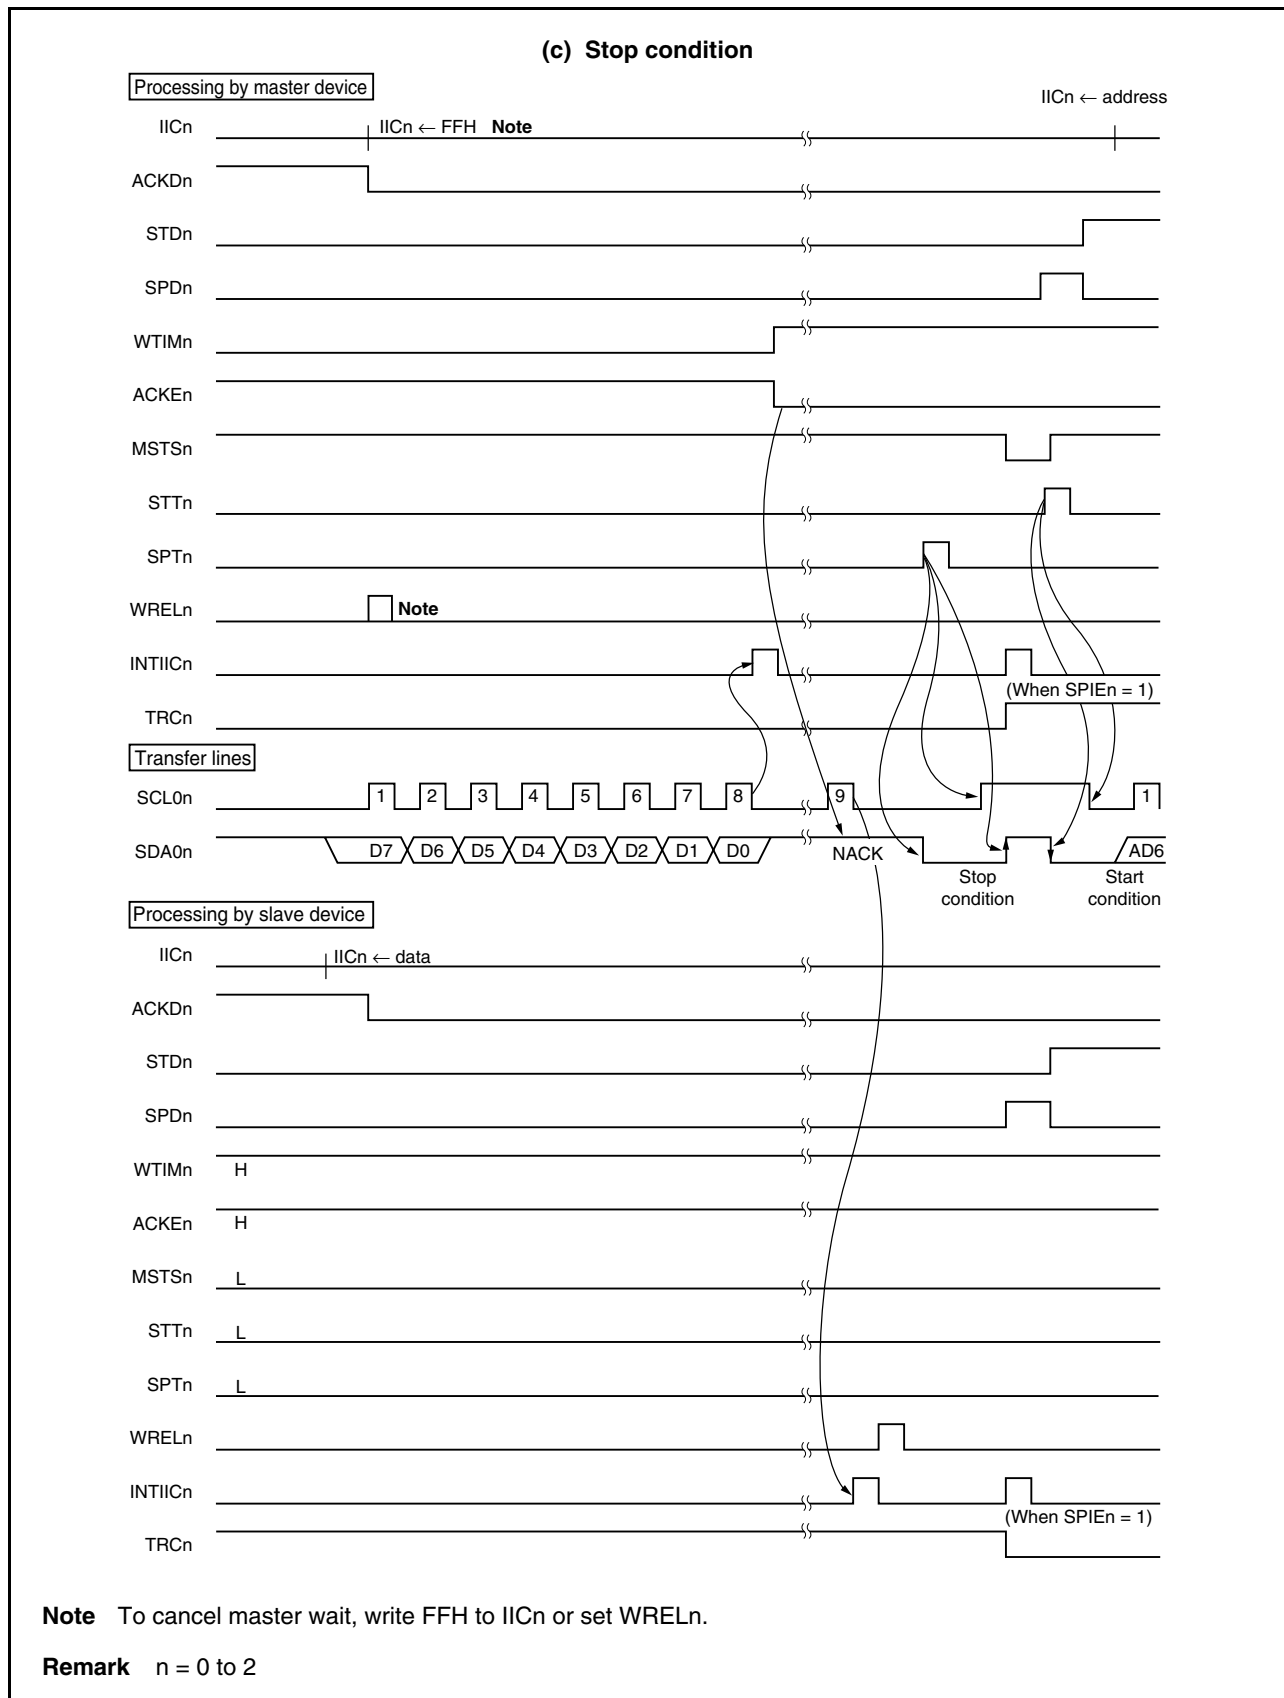 (c) Stop condition
Processing by master device
IICn ← address
IICn
IICn ← FFH Note
ACKDn
STDn
SPDn
WTIMn
ACKEn
MSTSn
STTn
SPTn
WRELn
Note
INTIICn
(When SPIEn = 1)
TRCn
Transfer lines
SCL0n
1 2 3 4 5 6 7 8 9 1
SDA0n
D7 D6 D5 D4 D3 D2 D1 D0 NACK AD6
Stop
condition
Start
condition
Processing by slave device
IICn
IICn ← data
ACKDn
STDn
SPDn
WTIMn H
ACKEn H
MSTSn L
STTn L
SPTn L
WRELn
INTIICn
(When SPIEn = 1)
TRCn
Note To cancel master wait, write FFH to IICn or set WRELn.
Remark n = 0 to 2